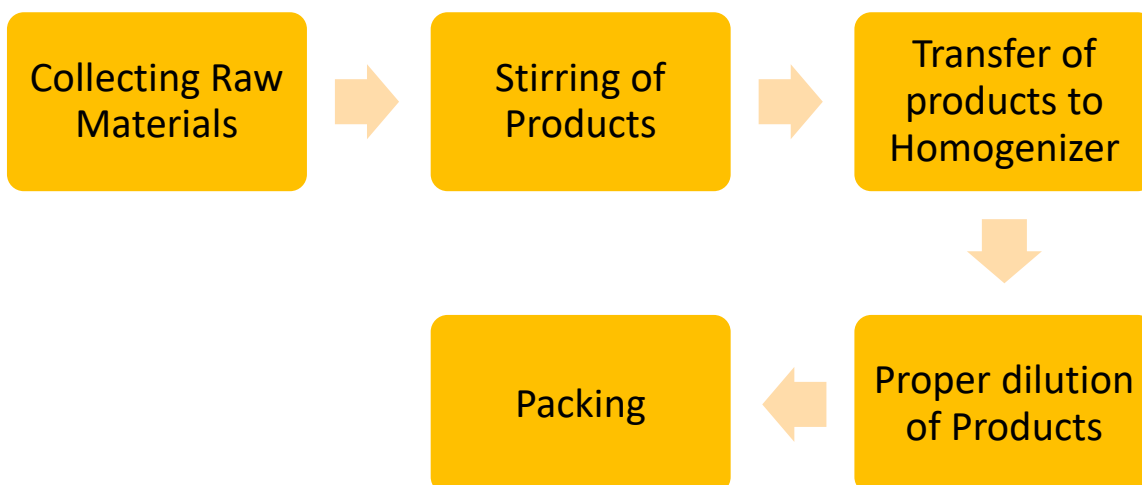 Collecting Raw
Materials
Stirring of
Products
Transfer of
products to
Homogenizer
Proper dilution
of Products
Packing